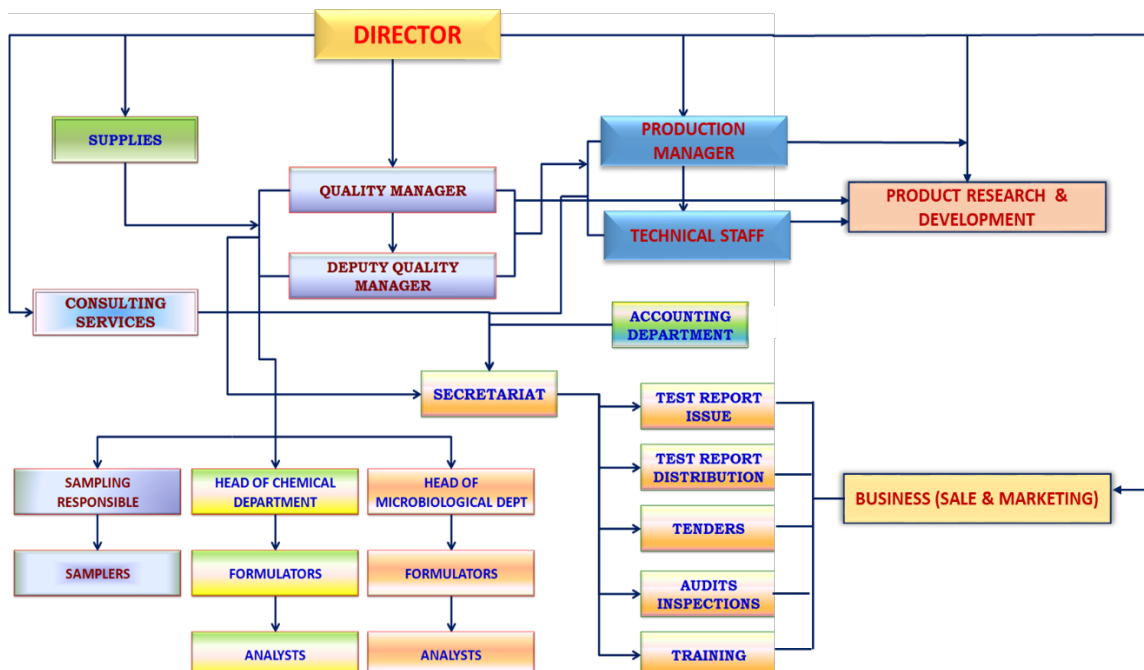 DIRECTOR
SUPPLIES
PRODUCTION
MANAGER
QUALITY MANAGER
PRODUCT RESEARCH &
DEVELOPMENT
TECHNICAL STAFF
DEPUTY QUALITY
MANAGER
CONSULTING
SERVICES
ACCOUNTING
DEPARTMENT
SECRETARIAT
TEST REPORT
ISSUE
SAMPLING
RESPONSIBLE
HEAD OF CHEMICAL
DEPARTMENT
HEAD OF
MICROBIOLOGICAL DEPT
TEST REPORT
DISTRIBUTION
BUSINESS (SALE & MARKETING)
TENDERS
SAMPLERS
FORMULATORS
FORMULATORS
AUDITS
INSPECTIONS
ANALYSTS
ANALYSTS
TRAINING